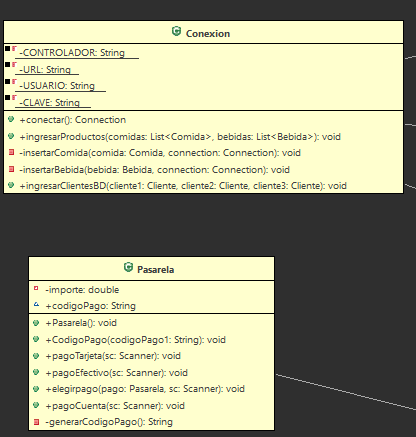 Conexion
-CONTROLADOR: String
-URL: String
-USUARIO: String
-CLAVE: String
+conectar(): Connection
+ingresarProductos(comidas: List<Comida>, bebidas: List<Bebida>): void
-insertarComida(comida: Comida, connection: Connection): void
-insertarBebida(bebida: Bebida, connection: Connection): void
+ingresarClientesBD(cliente1: Cliente, cliente2: Cliente, cliente3: Cliente): void
Pasarela
-importe: double
+codigoPago: String
+Pasarela(): void
+CodigoPago(codigoPago1: String): void
+pagoTarjeta(sc: Scanner): void
+pagoEfectivo(sc: Scanner): void
+elegirpago(pago: Pasarela, sc: Scanner): void
+pagoCuenta(sc: Scanner): void
-generarCodigoPago(): String